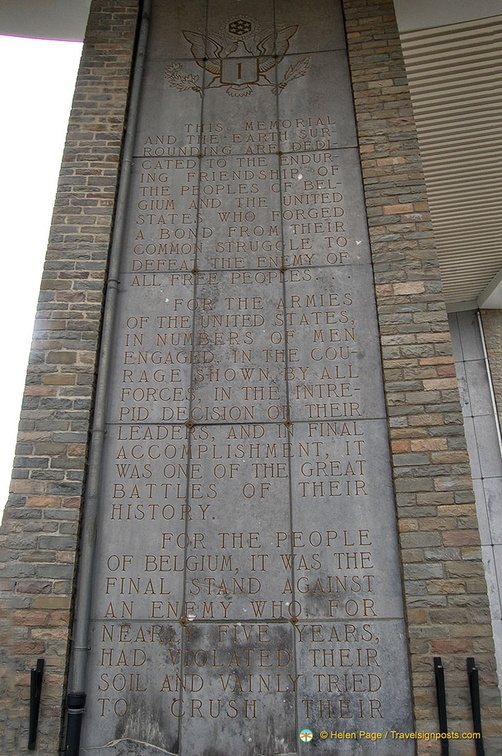 I
THIS MEMORIAL
AND THE EARTH SUR-
ROUNDING ARE DEDI-
CATED TO THE ENDUR-
ING FRIENDSHIP OF
THE PEOPLES OF BEL-
GIUM AND THE UNITED
STATES WHO FORGED
A BOND FROM THEIR
COMMON STRUGGLE TO
DEFEAT THE ENEMY OF
ALL FREE PEOPLES. . . .
FOR THE ARMIES
OF THE UNITED STATES,
IN NUMBERS OF MEN
ENGAGED, IN THE COU-
RAGE SHOWN BY ALL
FORCES, IN THE INTRE-
PID DECISION OF THEIR
LEADERS, AND IN FINAL
ACCOMPLISHMENT, IT
WAS ONE OF THE GREAT
BATTLES OF THEIR
HISTORY.
FOR THE PEOPLE
OF BELGIUM, IT WAS THE
FINAL STAND AGAINST
AN ENEMY WHO, FOR
NEARLY FIVE YEARS,
HAD VIOLATED THEIR
SOIL AND VAINLY TRIED
TO CRUSH THEIR
© Helen Page / Travelsignposts.com